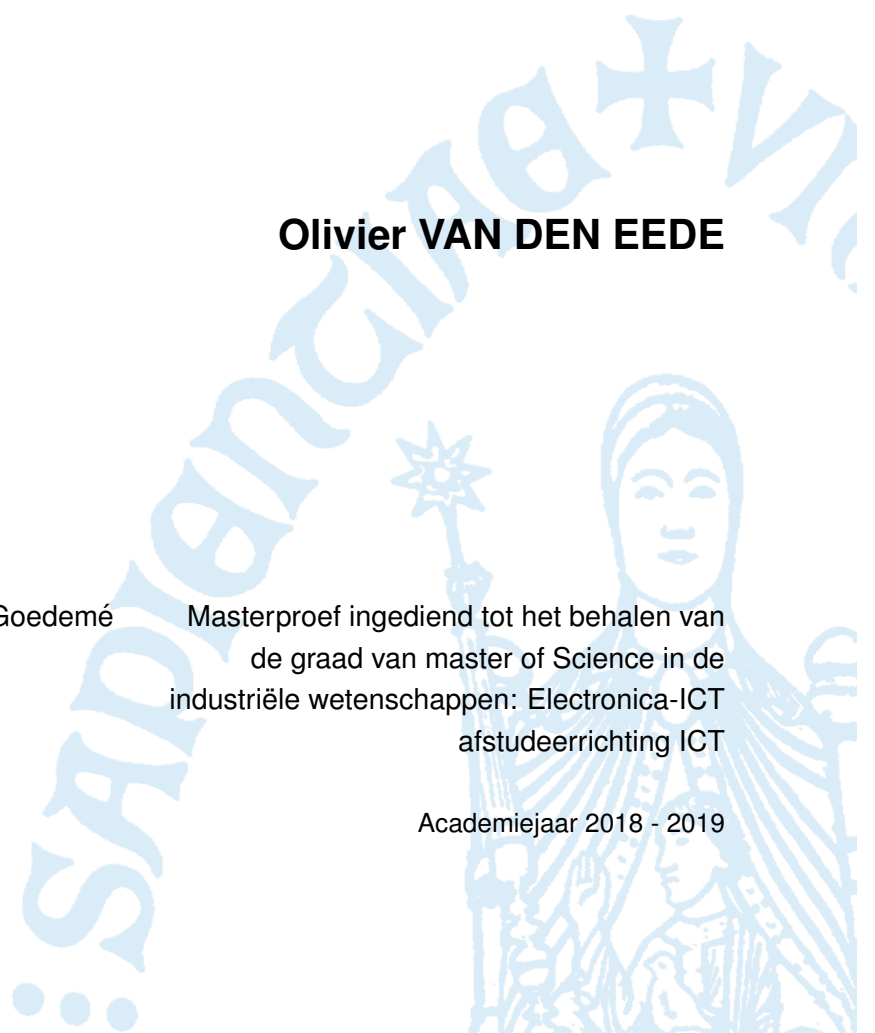 SAPIENTIAE
Olivier VAN DEN EEDE
Goedemé
Masterproef ingediend tot het behalen van
de graad van master of Science in de
industriële wetenschappen: Electronica-ICT
afstudeerrichting ICT
Academiejaar 2018 - 2019